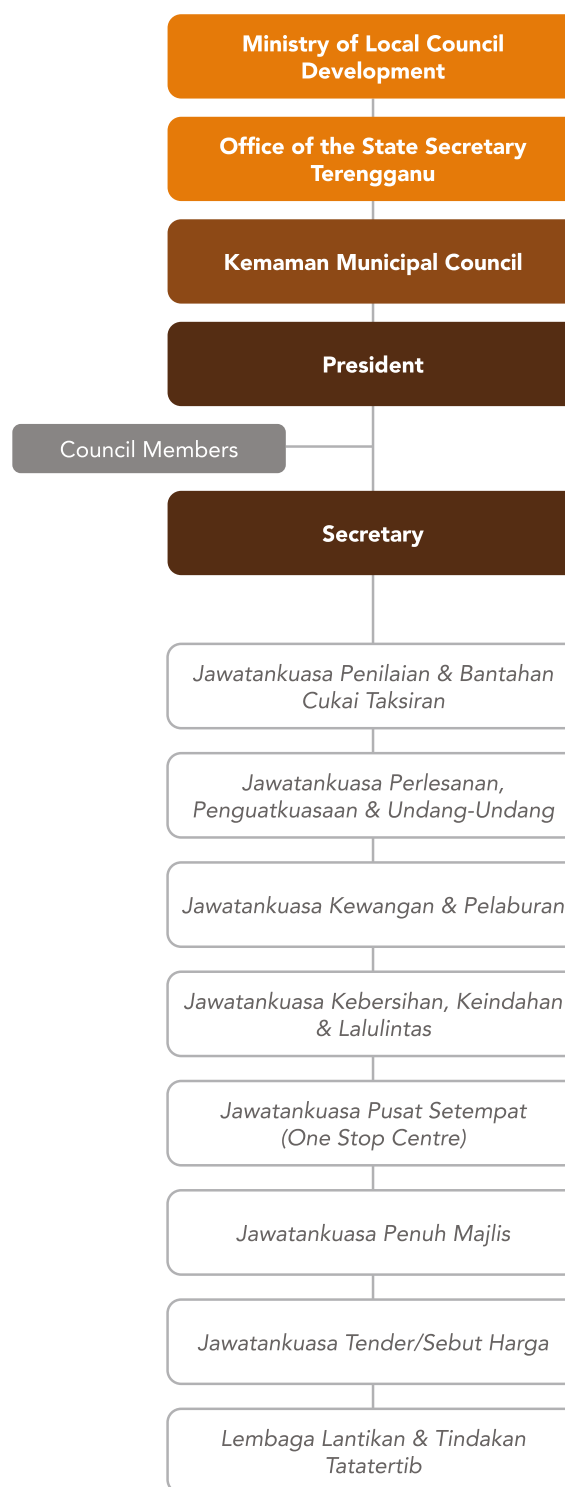 Ministry of Local Council
Development
Office of the State Secretary
Terengganu
Kemaman Municipal Council
President
Council Members
Secretary
Jawatankuasa Penilaian & Bantahan
Cukai Taksiran
Jawatankuasa Perlesanan,
Penguatkuasaan & Undang-Undang
Jawatankuasa Kewangan & Pelaburan
Jawatankuasa Kebersihan, Keindahan
& Lalulintas
Jawatankuasa Pusat Setempat
(One Stop Centre)
Jawatankuasa Penuh Majlis
Jawatankuasa Tender/Sebut Harga
Lembaga Lantikan & Tindakan
Tatatertib